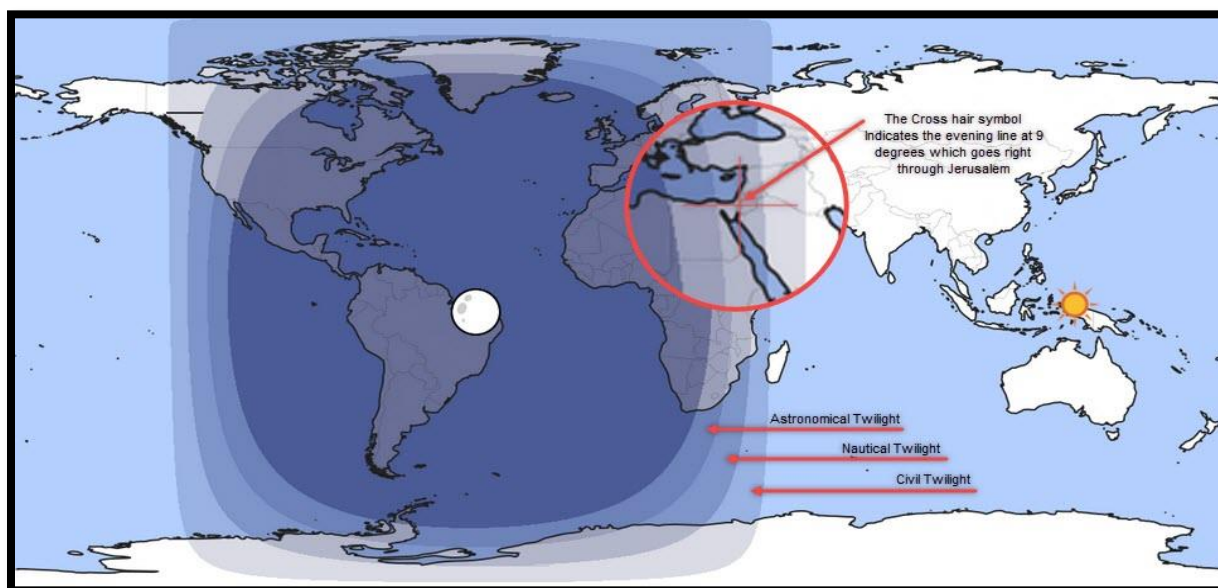 The Cross hair symbol
Indicates the evening line at 9
degrees which goes right
through Jerusalem
Astronomical Twilight
Nautical Twilight
Civil Twilight